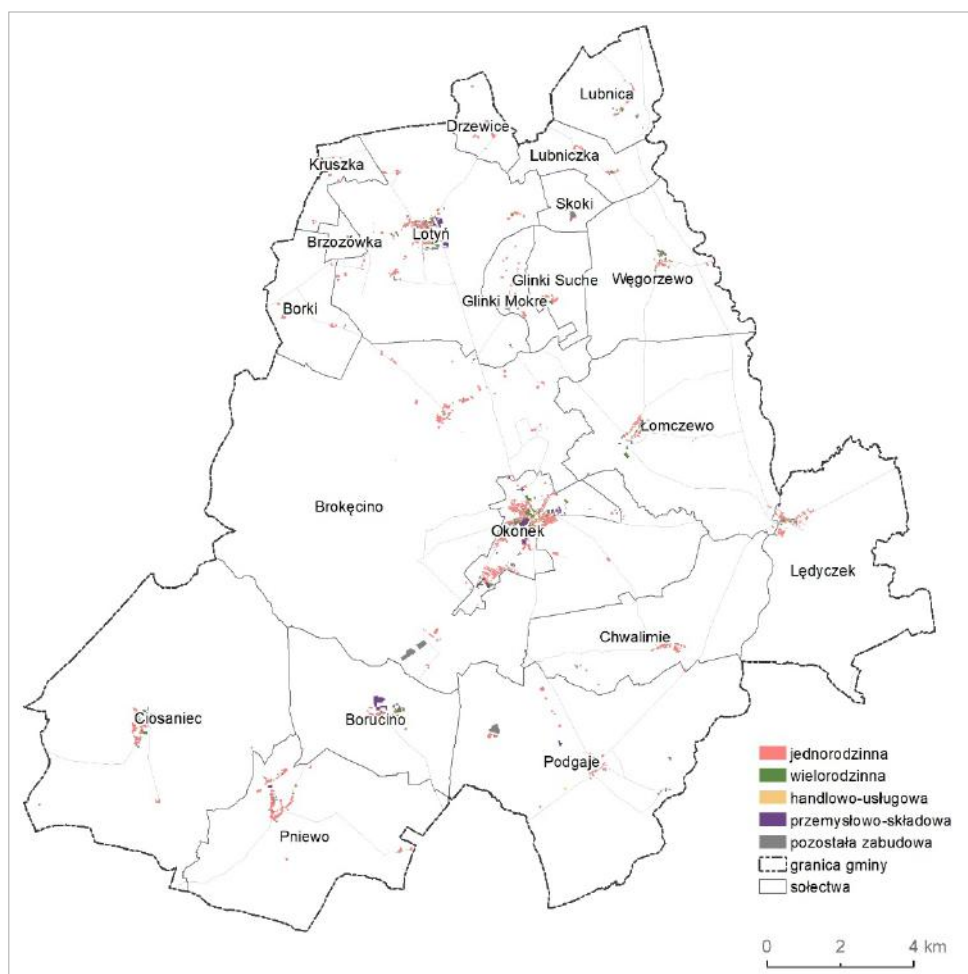 Lubnica
Drzewice
Lubniczka
Kruszka
Skoki
Lotyń
Brzozówka
Glinki Suche
Węgorzewo
Glinki Mokre
Borki
Łomczewo
Brokęcino
Okonek
Lędyczek
Chwalimie
Ciosaniec
Borucino
Podgaje
Pniewo
jednorodzinna
wielorodzinna
handlowo-usługowa
przemysłowo-składowa
pozostała zabudowa
granica gminy
sołectwa
0 2 4 km